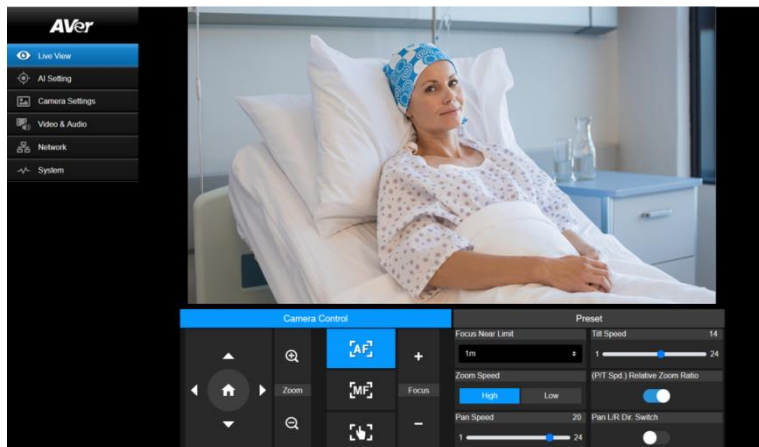 AVer
Live View
AI Setting
Camera Settings
Video & Audio
Network
System
Camera Control
Preset
Zoom
[AF]
[MF]
+
Focus
−
Focus Near Limit
1m
Zoom Speed
High Low
Pan Speed 20
1 24
Tilt Speed 14
1 24
(P/T Spd.) Relative Zoom Ratio
Pan L/R Dir. Switch